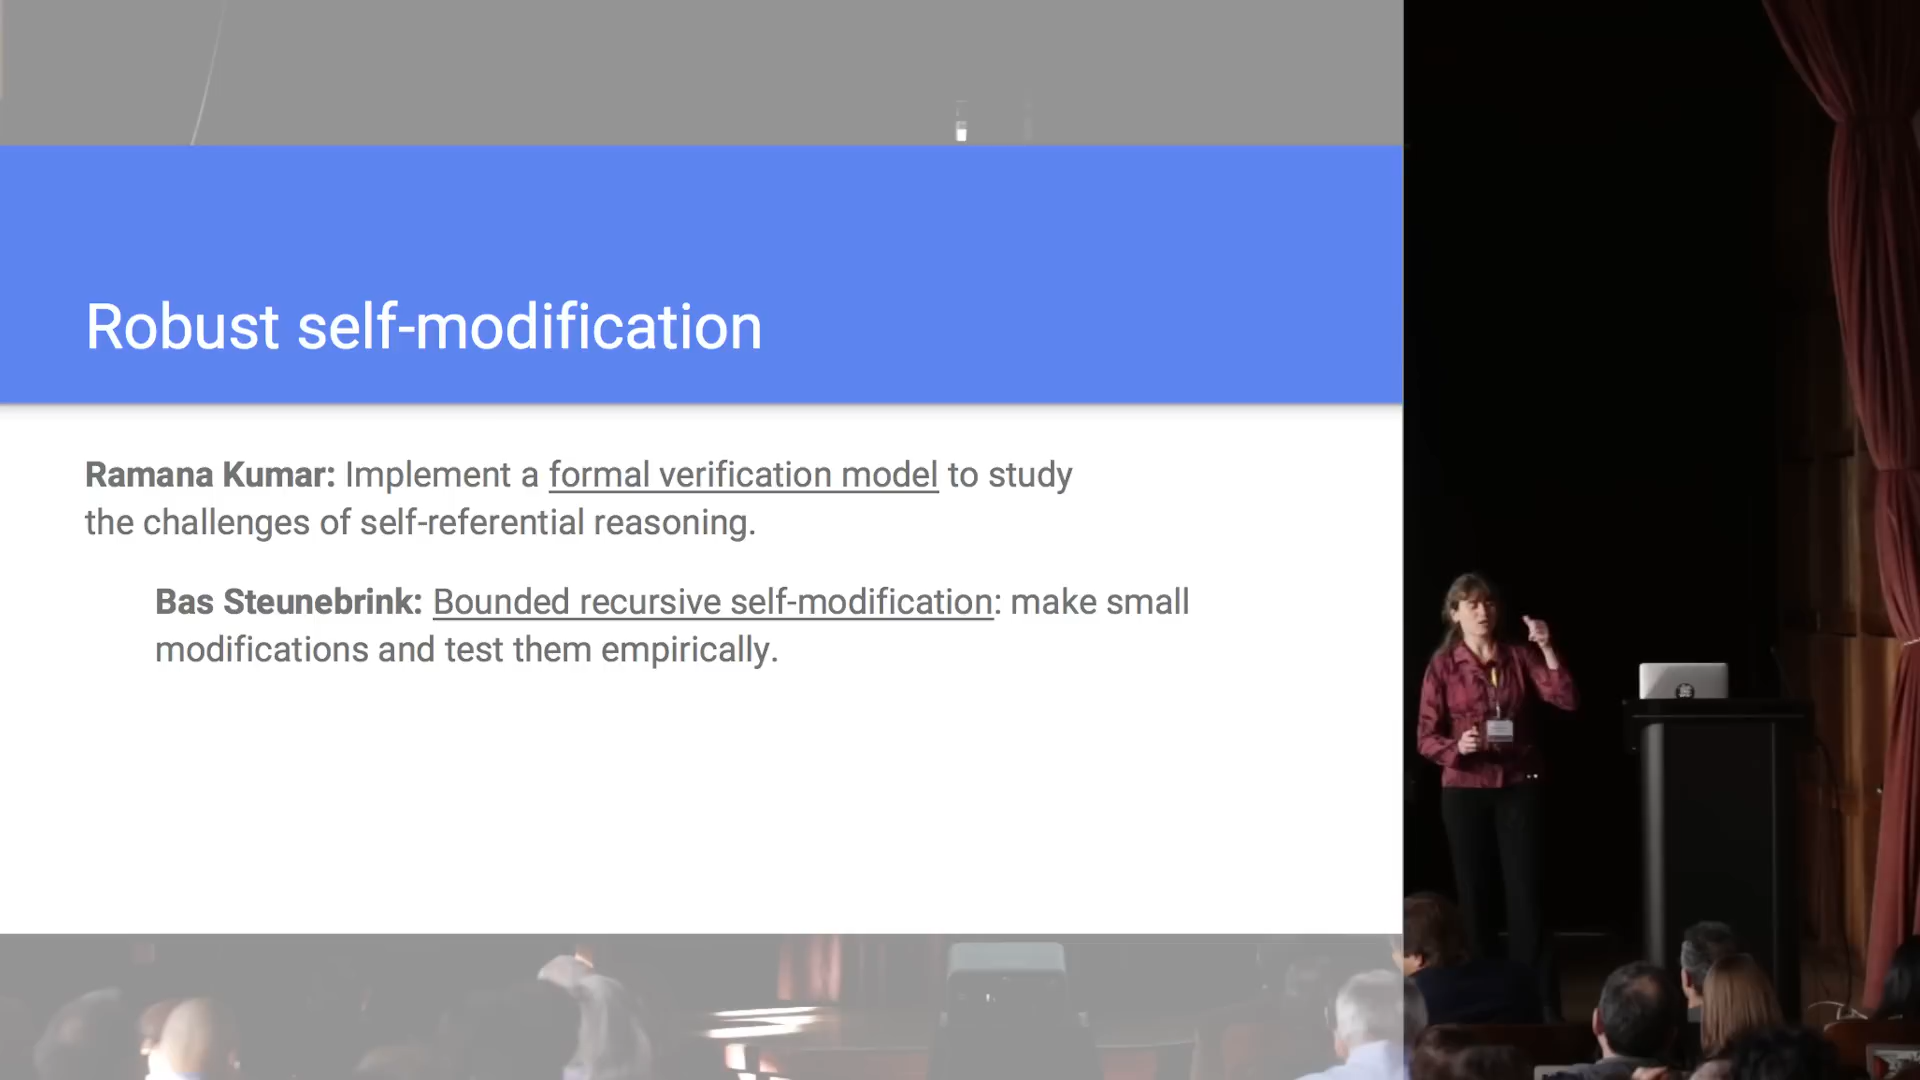 Robust self-modification
Ramana Kumar: Implement a formal verification model to study
the challenges of self-referential reasoning.
Bas Steunebrink: Bounded recursive self-modification: make small
modifications and test them empirically.